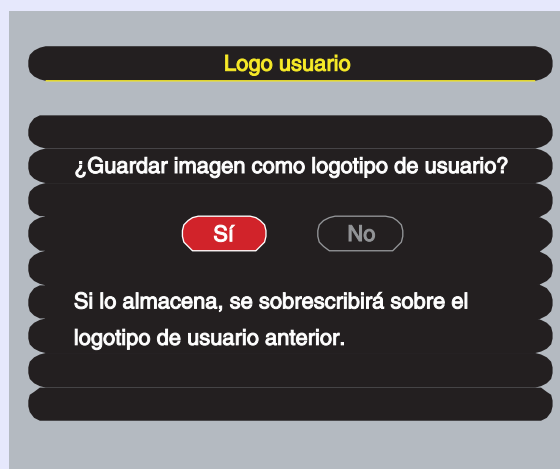 Logo usuario
¿Guardar imagen como logotipo de usuario?
Sí No
Si lo almacena, se sobrescribirá sobre el
logotipo de usuario anterior.